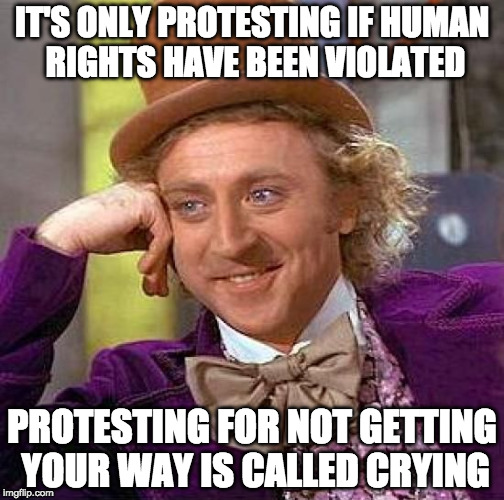 IT'S ONLY PROTESTING IF HUMAN
RIGHTS HAVE BEEN VIOLATED
PROTESTING FOR NOT GETTING
YOUR WAY IS CALLED CRYING
imgflip.com